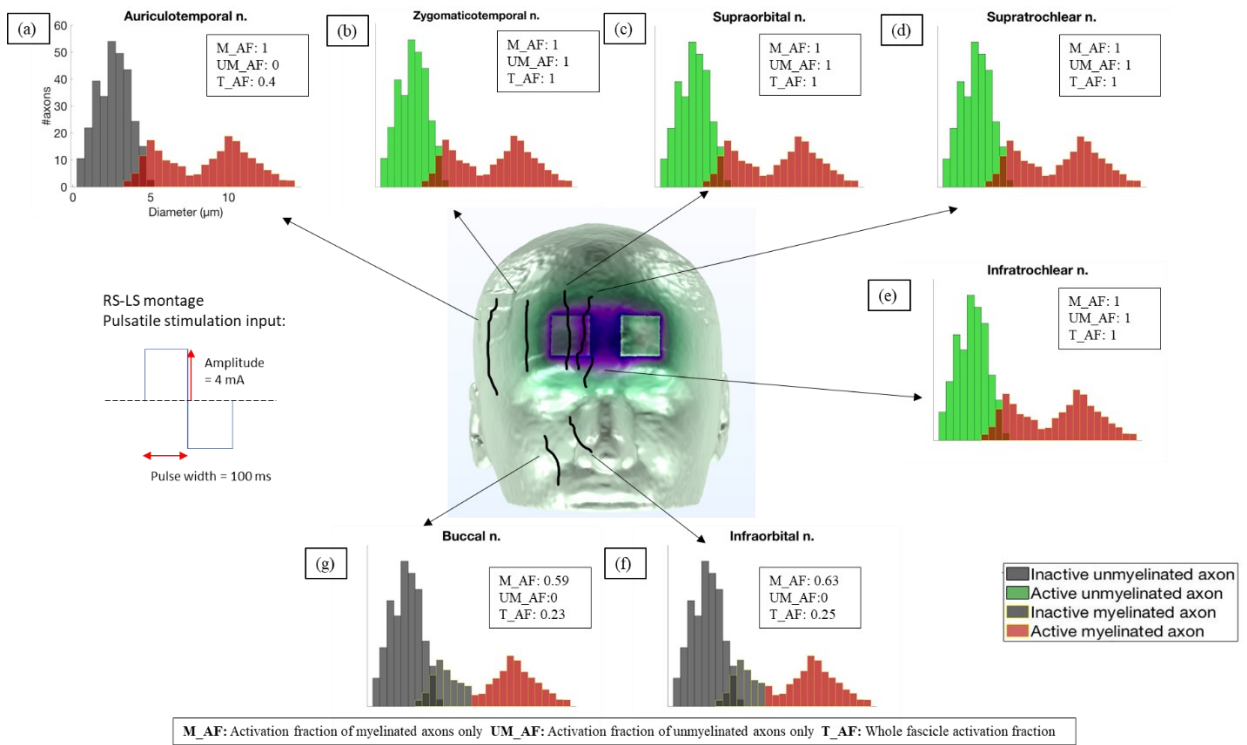 (a)
Auriculotemporal n.
60
50
40
30
20
10
0
#axons
0
5
10
Diameter (μm)
M_AF: 1
UM_AF: 0
T_AF: 0.4
(b)
Zygomaticotemporal n.
M_AF: 1
UM_AF: 1
T_AF: 1
(c)
Supraorbital n.
M_AF: 1
UM_AF: 1
T_AF: 1
(d)
Supratrochlear n.
M_AF: 1
UM_AF: 1
T_AF: 1
(e)
Infratrochlear n.
M_AF: 1
UM_AF: 1
T_AF: 1
RS-LS montage
Pulsatile stimulation input:
Amplitude
= 4 mA
Pulse width = 100 ms
(g)
Buccal n.
M_AF: 0.59
UM_AF:0
T_AF: 0.23
(f)
Infraorbital n.
M_AF: 0.63
UM_AF:0
T_AF: 0.25
Inactive unmyelinated axon
Active unmyelinated axon
Inactive myelinated axon
Active myelinated axon
M_AF: Activation fraction of myelinated axons only UM_AF: Activation fraction of unmyelinated axons only T_AF: Whole fascicle activation fraction